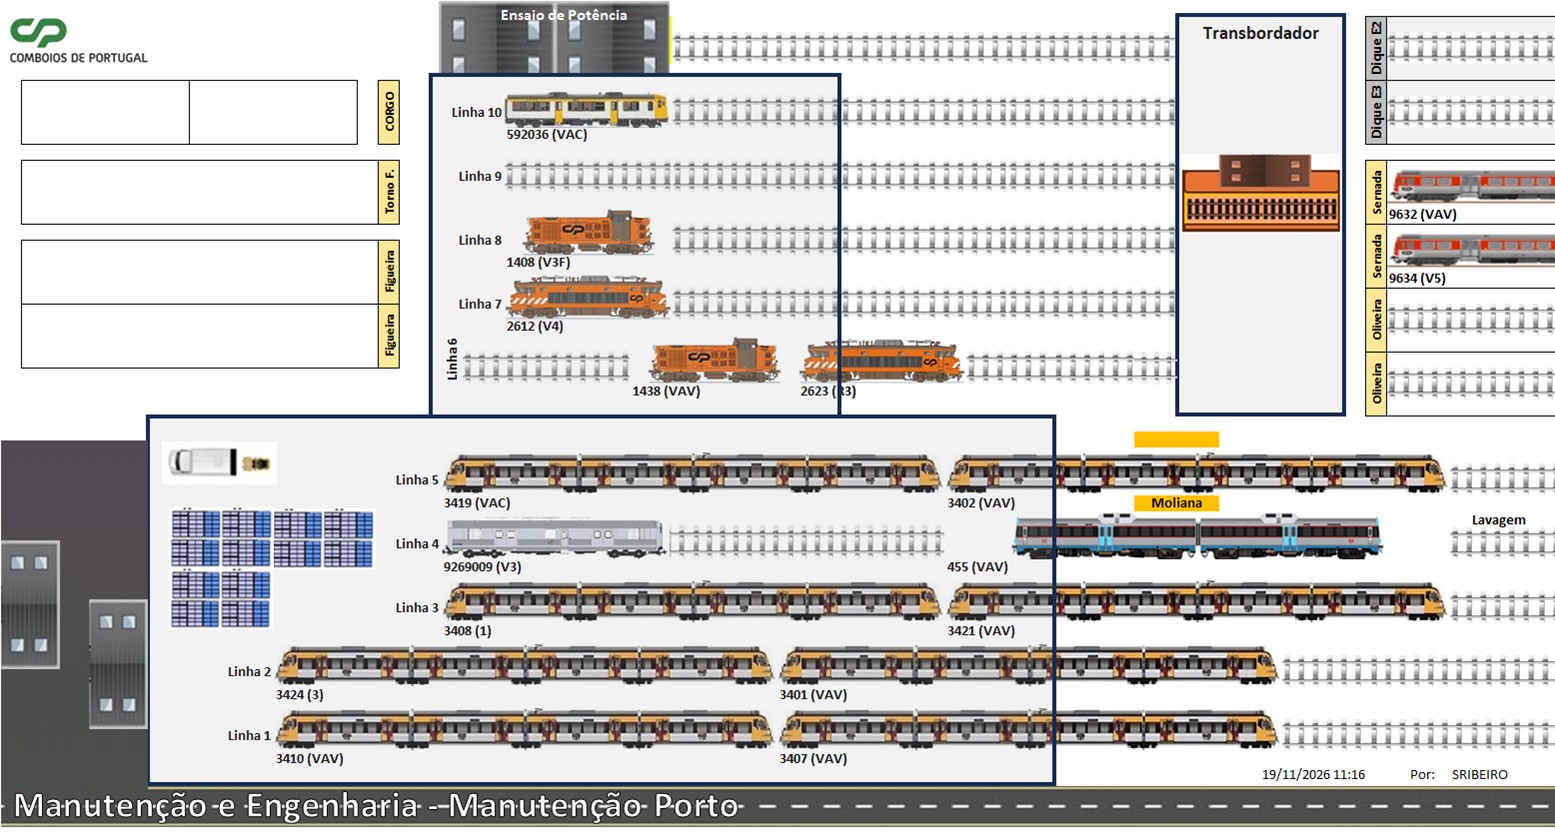 Ensaio de Potência
Transbordador
Dique E2
Dique E3
CP
COMBOIOS DE PORTUGAL
CORGO
Torno F.
Figueira
Figueira
Linha 10
592036 (VAC)
Linha 9
Linha 8
1408 (V3F)
Linha 7
2612 (V4)
Linha 6
1438 (VAV)
2623 (R3)
Sernada
9632 (VAV)
Sernada
9634 (V5)
Oliveira
Oliveira
Linha 5
3419 (VAC)
3402 (VAV)
Moliana
Linha 4
9269009 (V3)
455 (VAV)
Lavagem
Linha 3
3408 (1)
3421 (VAV)
Linha 2
3424 (3)
3401 (VAV)
Linha 1
3410 (VAV)
3407 (VAV)
19/11/2026 11:16 Por: SRIBEIRO
Manutenção e Engenharia - Manutenção Porto